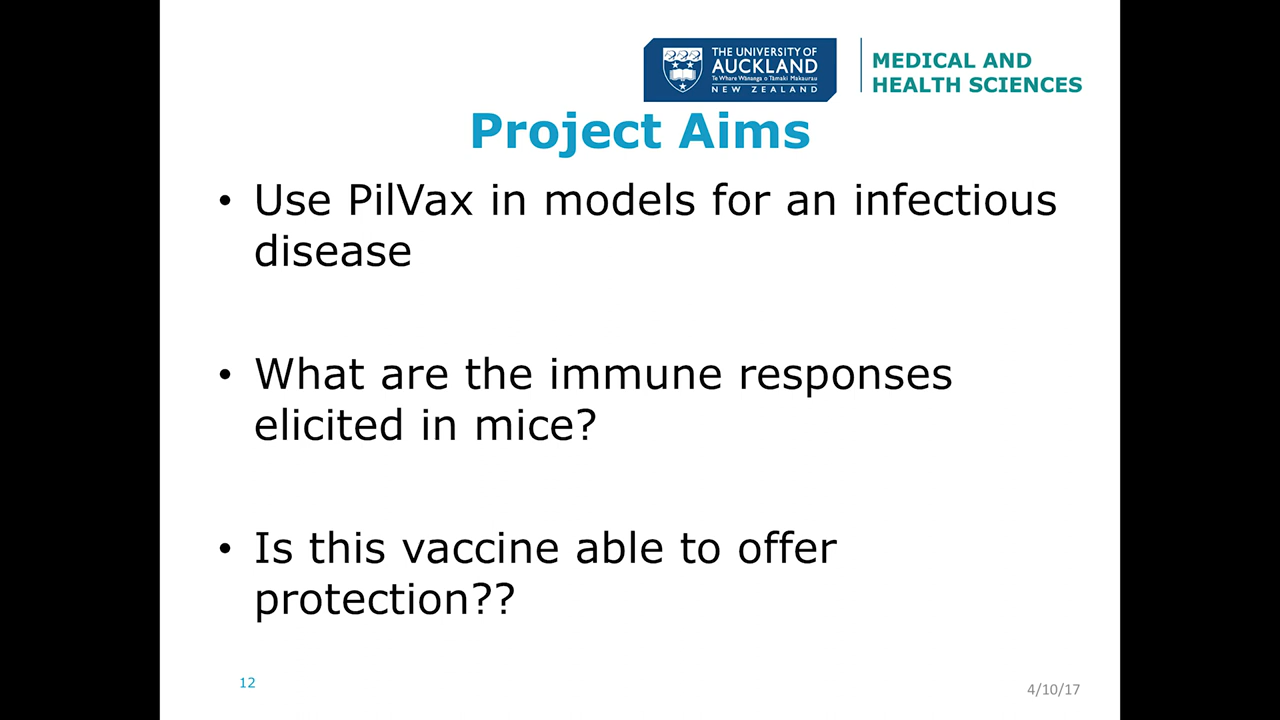 THE UNIVERSITY OF
AUCKLAND
Te Whare Wānanga o Tāmaki Makaurau
NEW ZEALAND
MEDICAL AND
HEALTH SCIENCES
Project Aims
• Use PilVax in models for an infectious
disease
• What are the immune responses
elicited in mice?
• Is this vaccine able to offer
protection??
12
4/10/17